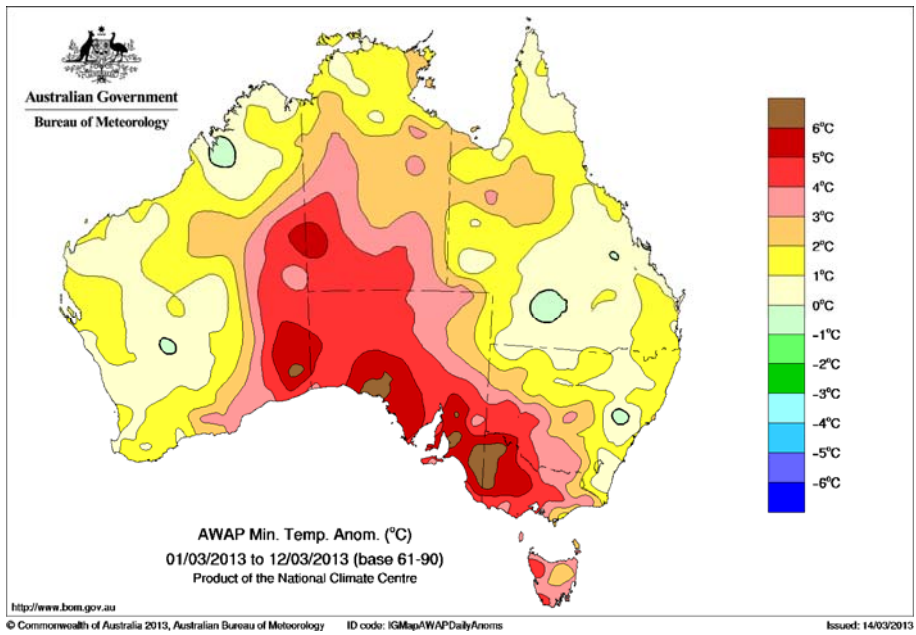 Australian Government
Bureau of Meteorology
6°C
5°C
4°C
3°C
2°C
1°C
0°C
-1°C
-2°C
-3°C
-4°C
-5°C
-6°C
AWAP Min. Temp. Anom. (°C)
01/03/2013 to 12/03/2013 (base 61-90)
Product of the National Climate Centre
http://www.bom.gov.au
© Commonwealth of Australia 2013, Australian Bureau of Meteorology ID code: IGMapAWAPDailyAnoms Issued: 14/03/2013